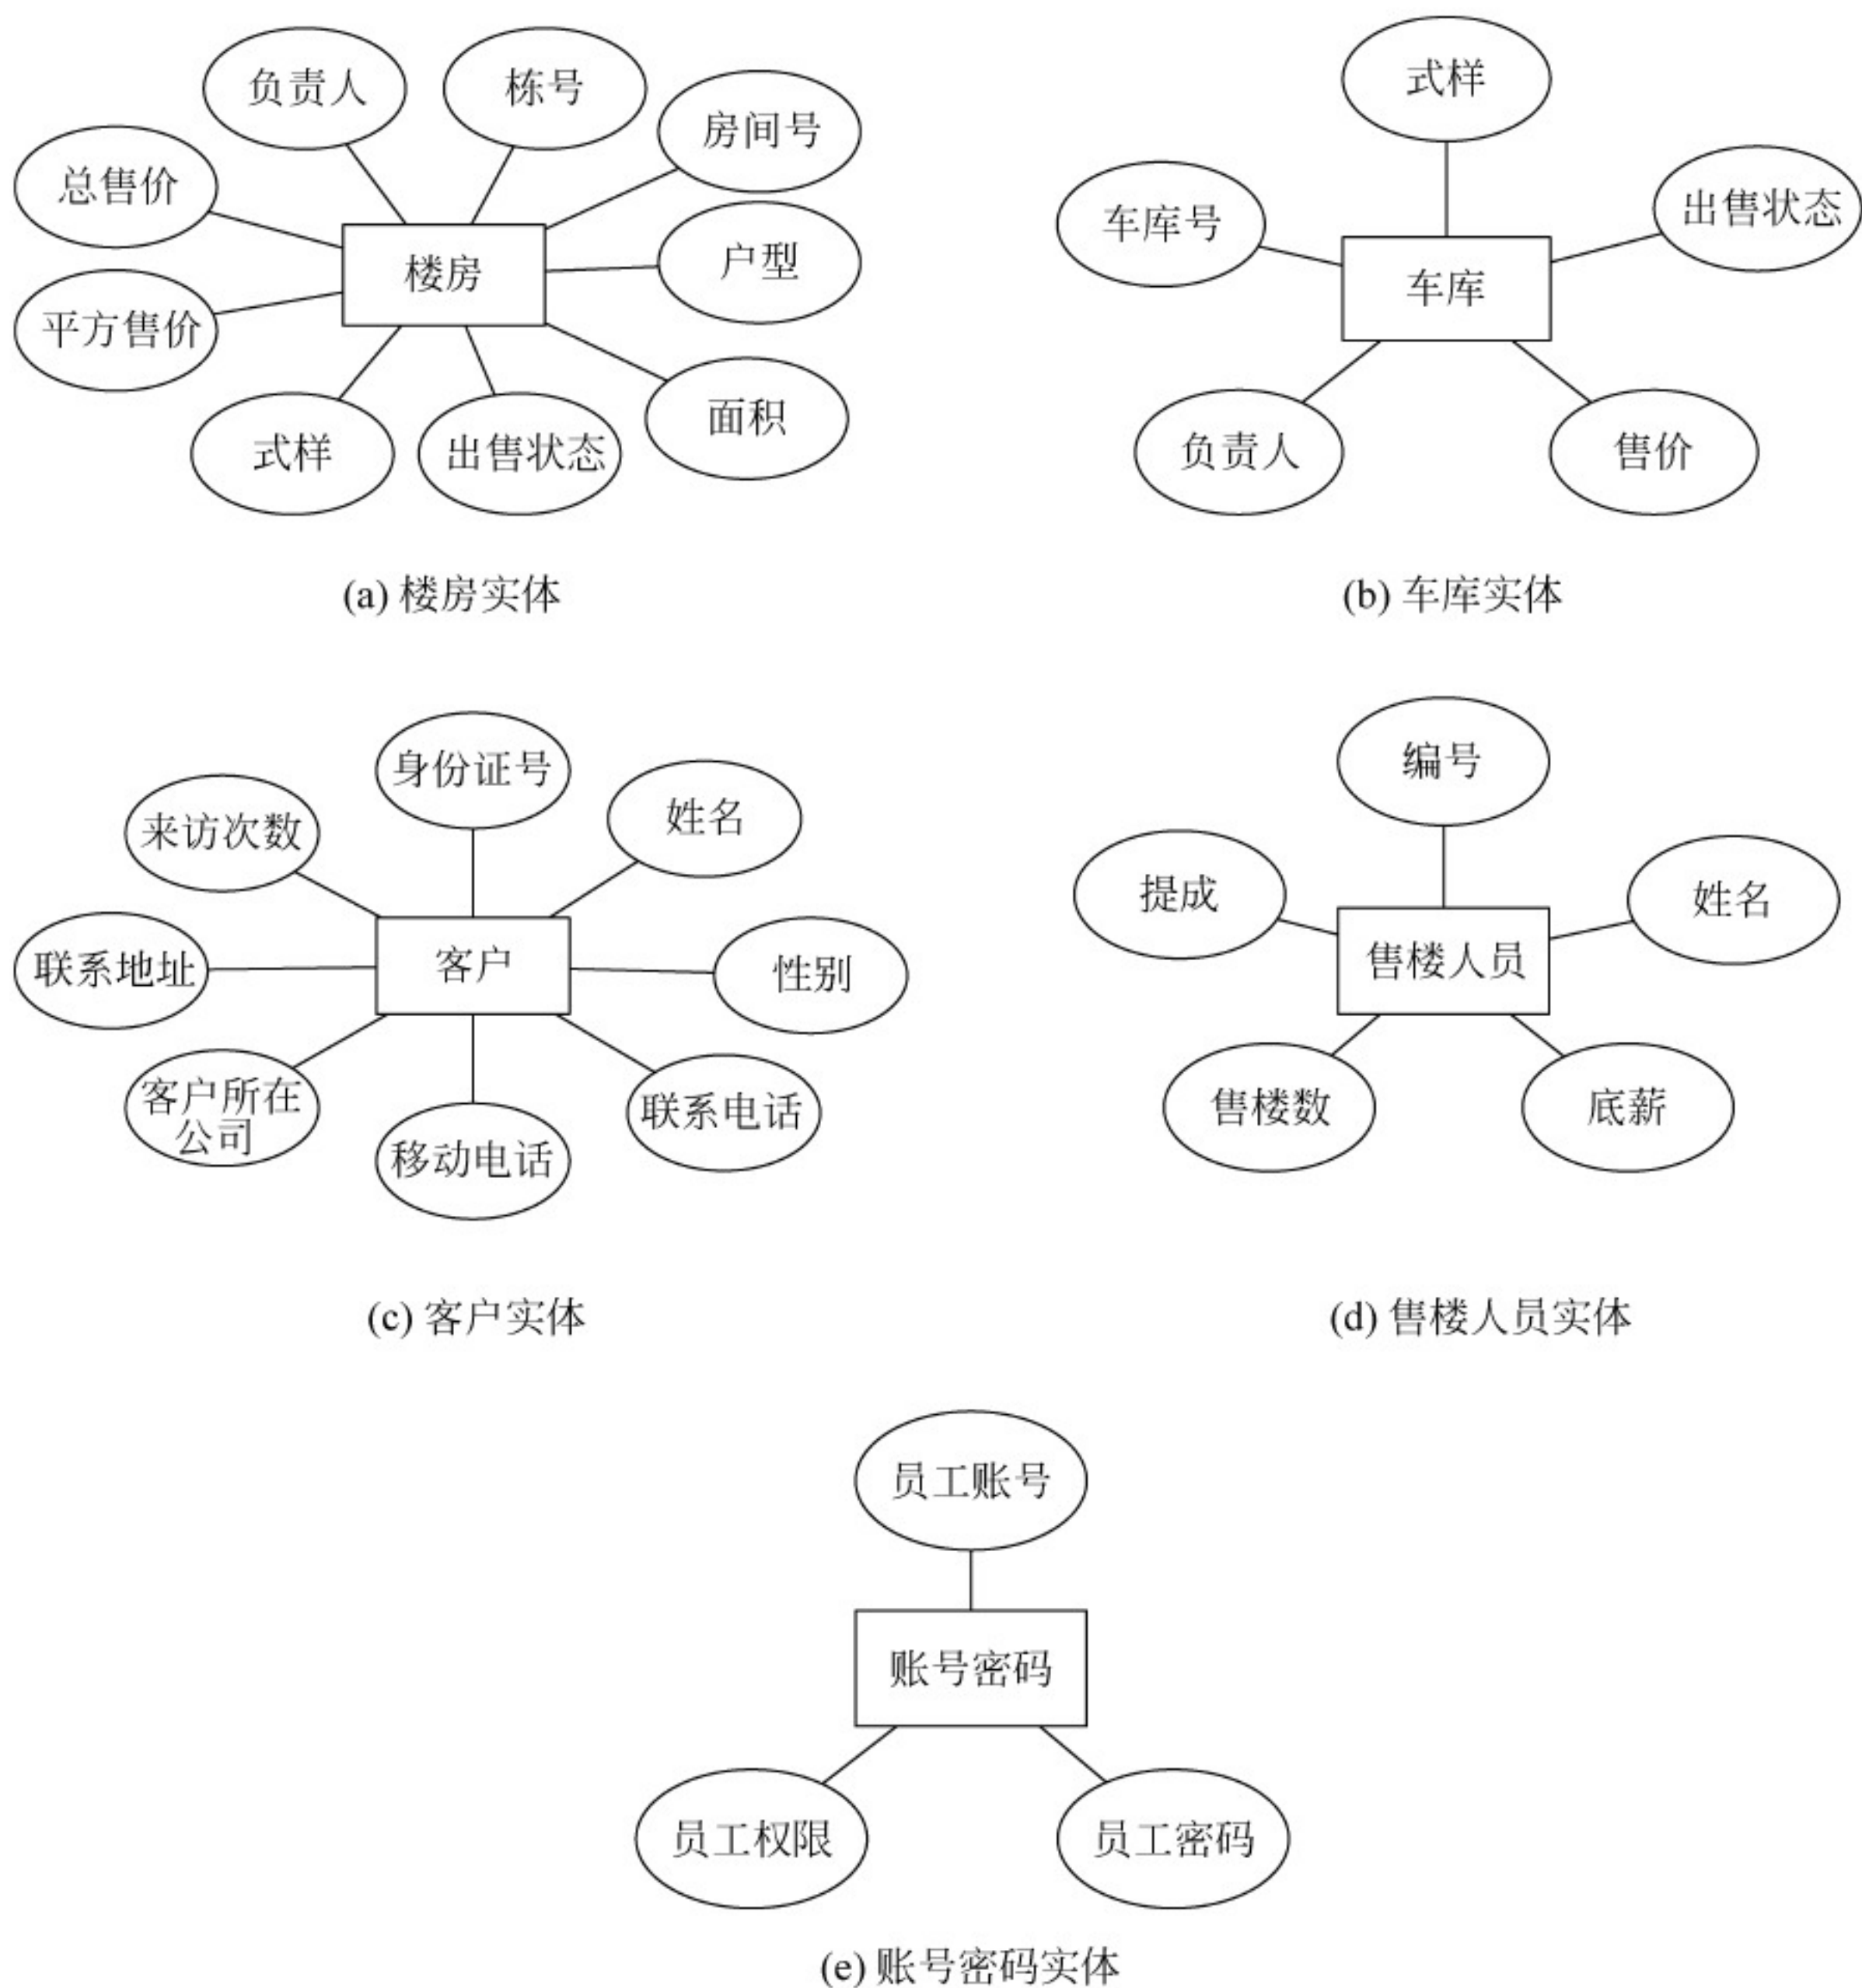 负责人
栋号
房间号
总售价
户型
楼房
平方售价
面积
式样
出售状态
(a) 楼房实体
式样
出售状态
车库号
车库
负责人
售价
(b) 车库实体
身份证号
姓名
来访次数
客户
联系地址
性别
客户所在
公司
移动电话
联系电话
(c) 客户实体
编号
提成
姓名
售楼人员
售楼数
底薪
(d) 售楼人员实体
员工账号
账号密码
员工权限
员工密码
(e) 账号密码实体